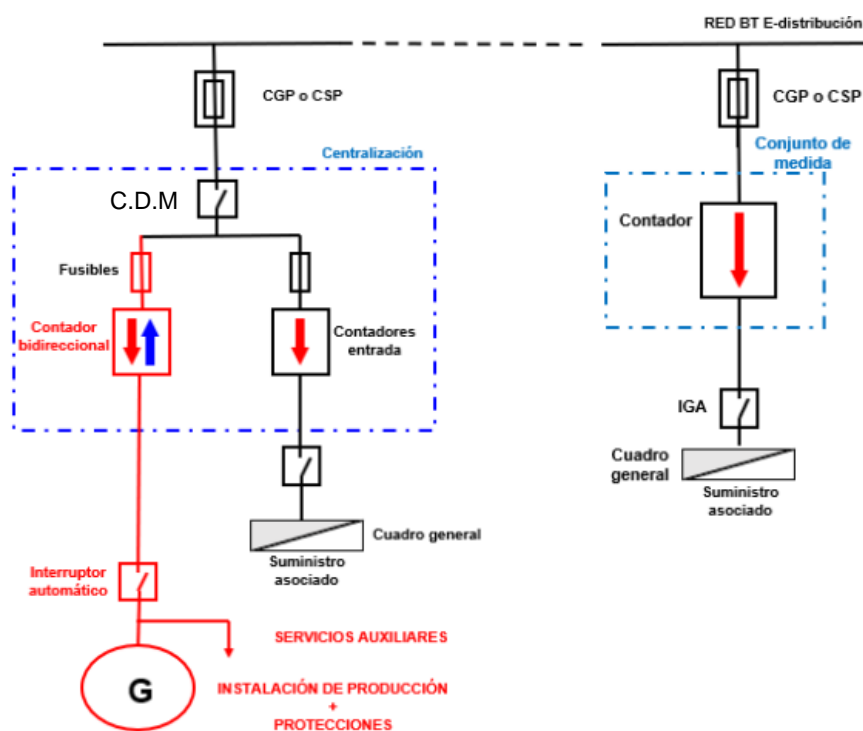 RED BT E-distribución
CGP o CSP
CGP o CSP
Centralización
Conjunto de
medida
C.D.M
Contador
Fusibles
Contador
bidireccional
Contadores
entrada
IGA
Cuadro
general
Suministro
asociado
Cuadro general
Suministro
asociado
Interruptor
automático
SERVICIOS AUXILIARES
G
INSTALACIÓN DE PRODUCCIÓN
+
PROTECCIONES